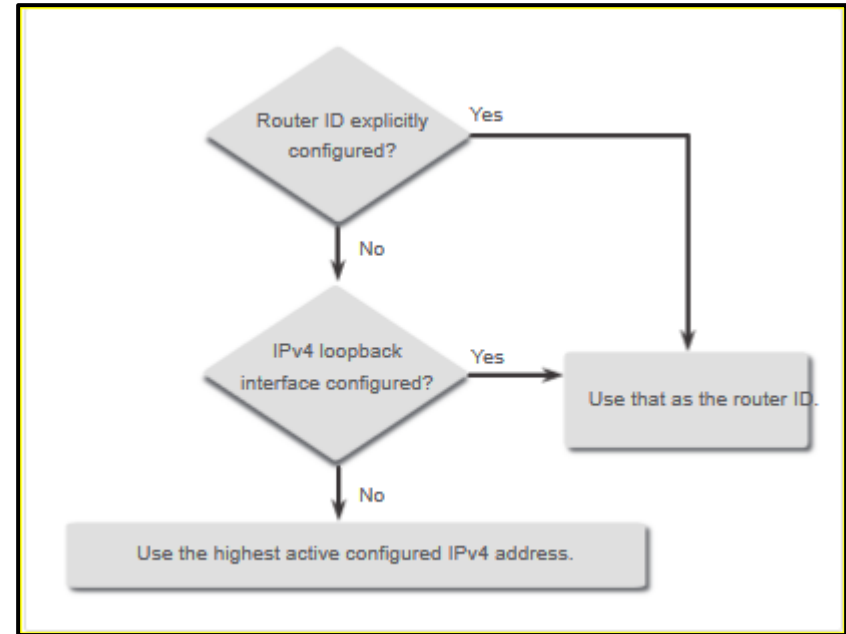 Router ID explicitly
configured?
Yes
No
IPv4 loopback
interface configured?
Yes
Use that as the router ID.
No
Use the highest active configured IPv4 address.